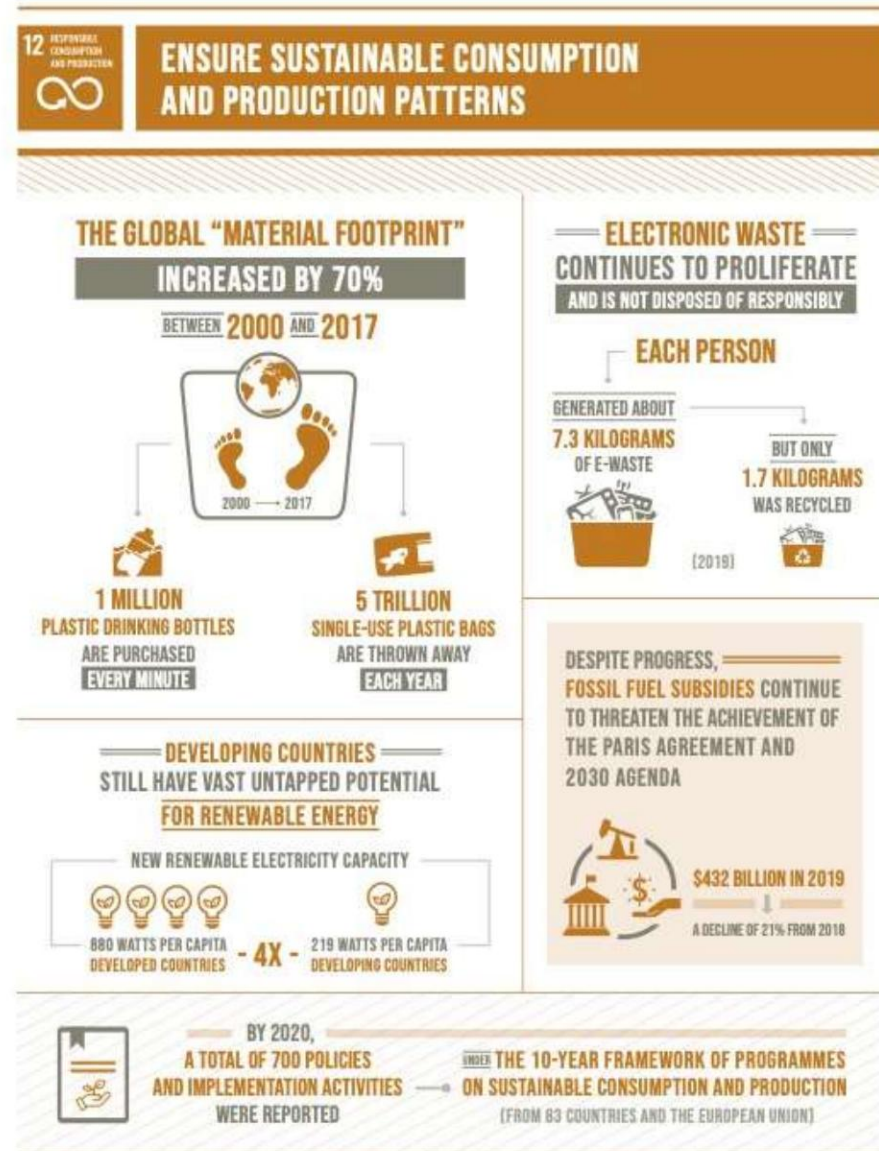 12 RESPONSIBLE
CONSUMPTION
AND PRODUCTION
ENSURE SUSTAINABLE CONSUMPTION
AND PRODUCTION PATTERNS
THE GLOBAL “MATERIAL FOOTPRINT”
INCREASED BY 70%
BETWEEN 2000 AND 2017
2000 → 2017
1 MILLION
PLASTIC DRINKING BOTTLES
ARE PURCHASED
EVERY MINUTE
5 TRILLION
SINGLE-USE PLASTIC BAGS
ARE THROWN AWAY
EACH YEAR
ELECTRONIC WASTE
CONTINUES TO PROLIFERATE
AND IS NOT DISPOSED OF RESPONSIBLY
EACH PERSON
GENERATED ABOUT
7.3 KILOGRAMS
OF E-WASTE
BUT ONLY
1.7 KILOGRAMS
WAS RECYCLED
(2019)
DEVELOPING COUNTRIES
STILL HAVE VAST UNTAPPED POTENTIAL
FOR RENEWABLE ENERGY
NEW RENEWABLE ELECTRICITY CAPACITY
880 WATTS PER CAPITA
DEVELOPED COUNTRIES
- 4X -
219 WATTS PER CAPITA
DEVELOPING COUNTRIES
DESPITE PROGRESS,
FOSSIL FUEL SUBSIDIES CONTINUE
TO THREATEN THE ACHIEVEMENT OF
THE PARIS AGREEMENT AND
2030 AGENDA
$
$432 BILLION IN 2019
A DECLINE OF 21% FROM 2018
BY 2020,
A TOTAL OF 700 POLICIES
AND IMPLEMENTATION ACTIVITIES
WERE REPORTED
UNDER THE 10-YEAR FRAMEWORK OF PROGRAMMES
ON SUSTAINABLE CONSUMPTION AND PRODUCTION
(FROM 83 COUNTRIES AND THE EUROPEAN UNION)